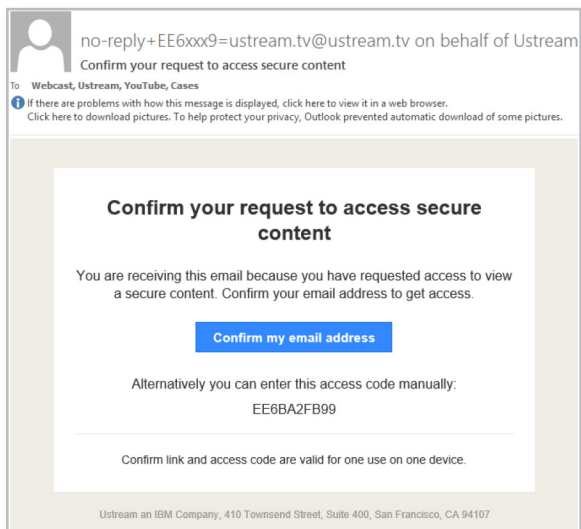 no-reply+EE6xxx9=ustream.tv@ustream.tv on behalf of Ustream
Confirm your request to access secure content
To Webcast, Ustream, YouTube, Cases
If there are problems with how this message is displayed, click here to view it in a web browser.
Click here to download pictures. To help protect your privacy, Outlook prevented automatic download of some pictures.
Confirm your request to access secure
content
You are receiving this email because you have requested access to view
a secure content. Confirm your email address to get access.
Confirm my email address
Alternatively you can enter this access code manually:
EE6BA2FB99
Confirm link and access code are valid for one use on one device.
Ustream an IBM Company, 410 Townsend Street, Suite 400, San Francisco, CA 94107